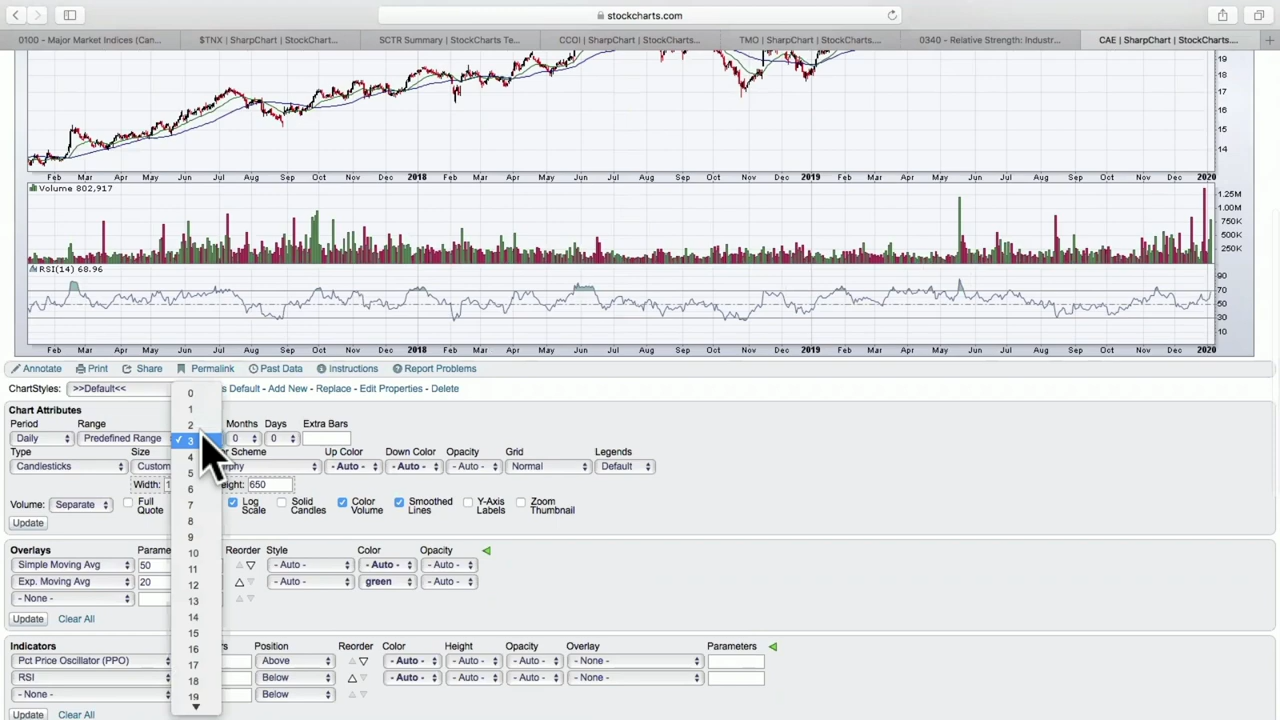 stockcharts.com
0100 - Major Market Indices (Can... $TNX | SharpChart | StockChart... SCTR Summary | StockCharts Te... CCOI | SharpChart | StockCharts... TMO | SharpChart | StockCharts.... 0340 - Relative Strength: Industr... CAE | SharpChart | StockCharts....
19
18
17
16
15
14
Feb Mar Apr May Jun Jul Aug Sep Oct Nov Dec 2018 Feb Mar Apr May Jun Jul Aug Sep Oct Nov Dec 2019 Feb Mar Apr May Jun Jul Aug Sep Oct Nov Dec 2020
Volume 802,917
1.25M
1.00M
750K
500K
250K
RSI(14) 68.96
90
70
50
30
10
Feb Mar Apr May Jun Jul Aug Sep Oct Nov Dec 2018 Feb Mar Apr May Jun Jul Aug Sep Oct Nov Dec 2019 Feb Mar Apr May Jun Jul Aug Sep Oct Nov Dec 2020
Annotate Print Share Permalink Past Data Instructions Report Problems
ChartStyles: >>Default<< s Default - Add New - Replace - Edit Properties - Delete
Chart Attributes
Period Range Months Days Extra Bars
Daily Predefined Range 0 0
Type Size r Scheme Up Color Down Color Opacity Grid Legends
Candlesticks Custom rphy - Auto - - Auto - - Auto - Normal Default
Width: 1 eight: 650
Volume: Separate Full Quote Log Scale Solid Candles Color Volume Smoothed Lines Y-Axis Labels Zoom Thumbnail
Update
0
1
2
✓ 3
4
5
6
7
8
9
10
11
12
13
14
15
16
17
18
19
Overlays Parame Reorder Style Color Opacity
Simple Moving Avg 50 - Auto - - Auto - - Auto -
Exp. Moving Avg 20 - Auto - green - Auto -
- None -
Update Clear All
Indicators rs Position Reorder Color Height Opacity Overlay Parameters
Pct Price Oscillator (PPO) Above - Auto - - Auto - - Auto - - None -
RSI Below - Auto - - Auto - - Auto - - None -
- None - Below
Update Clear All